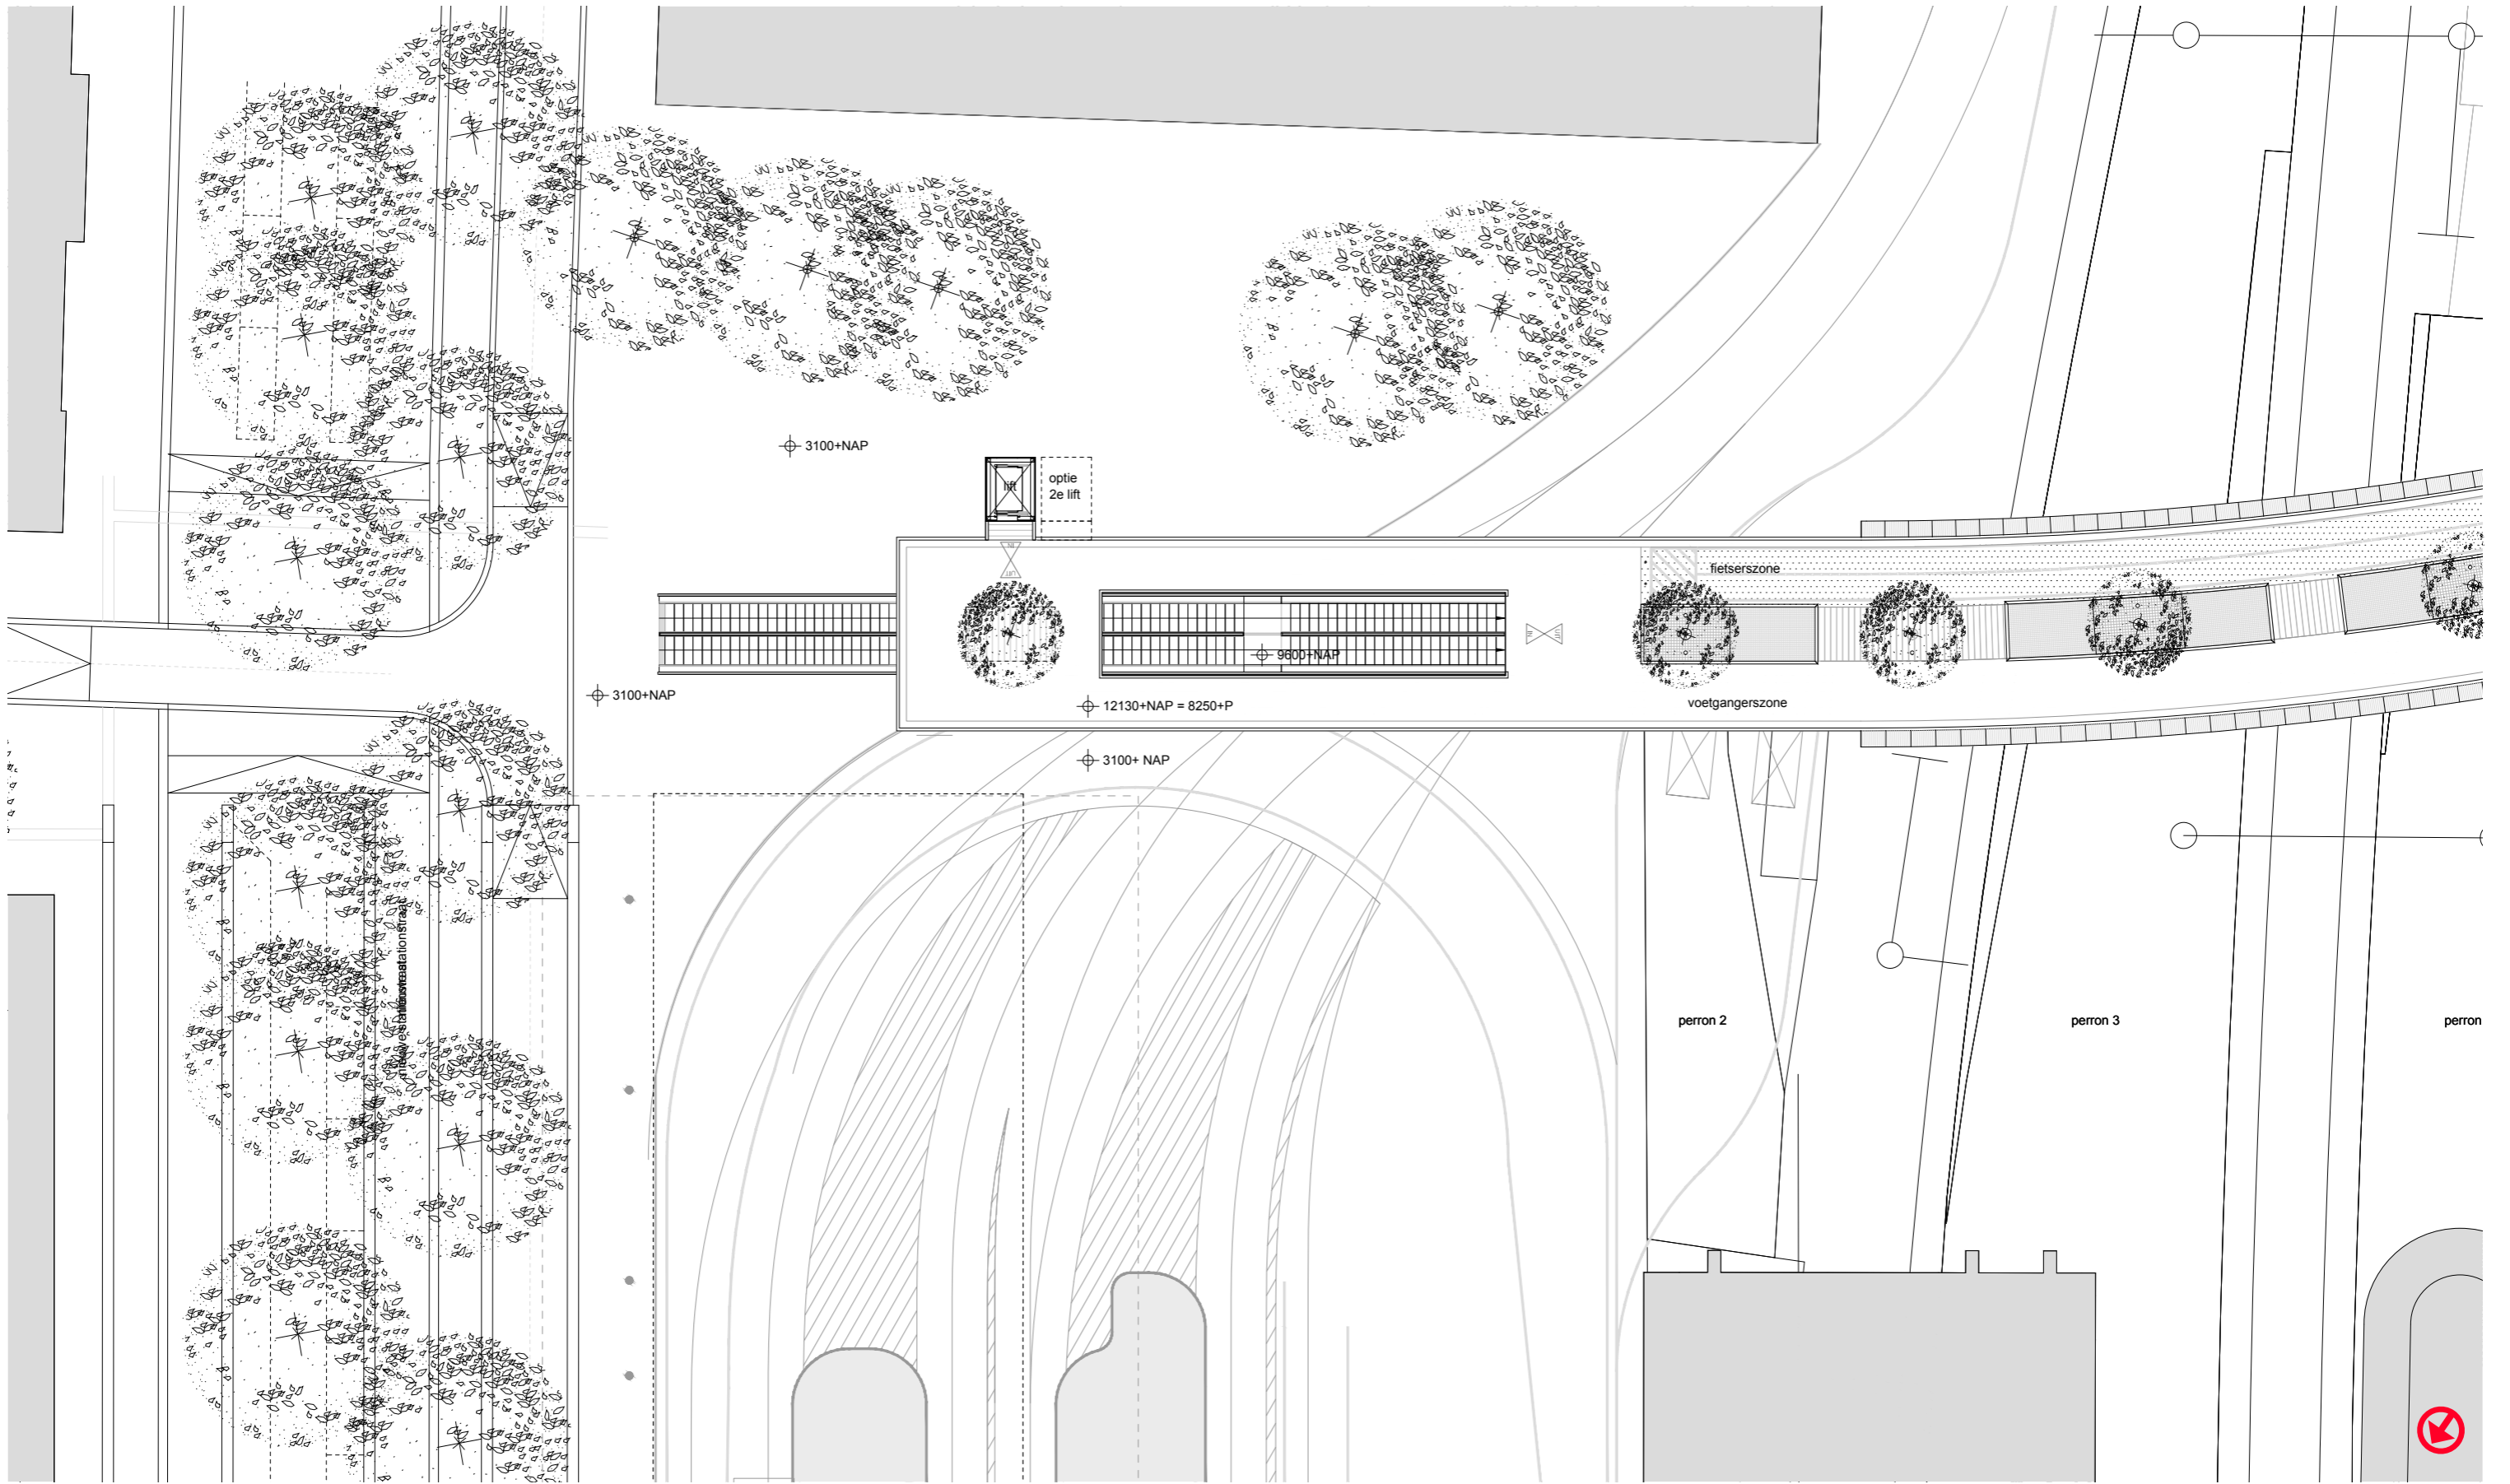 3100+NAP
lift
optie
2e lift
fietserszone
9600+NAP
3100+NAP
12130+NAP = 8250+P
voetgangerszone
3100+ NAP
perron 2
perron 3
perron